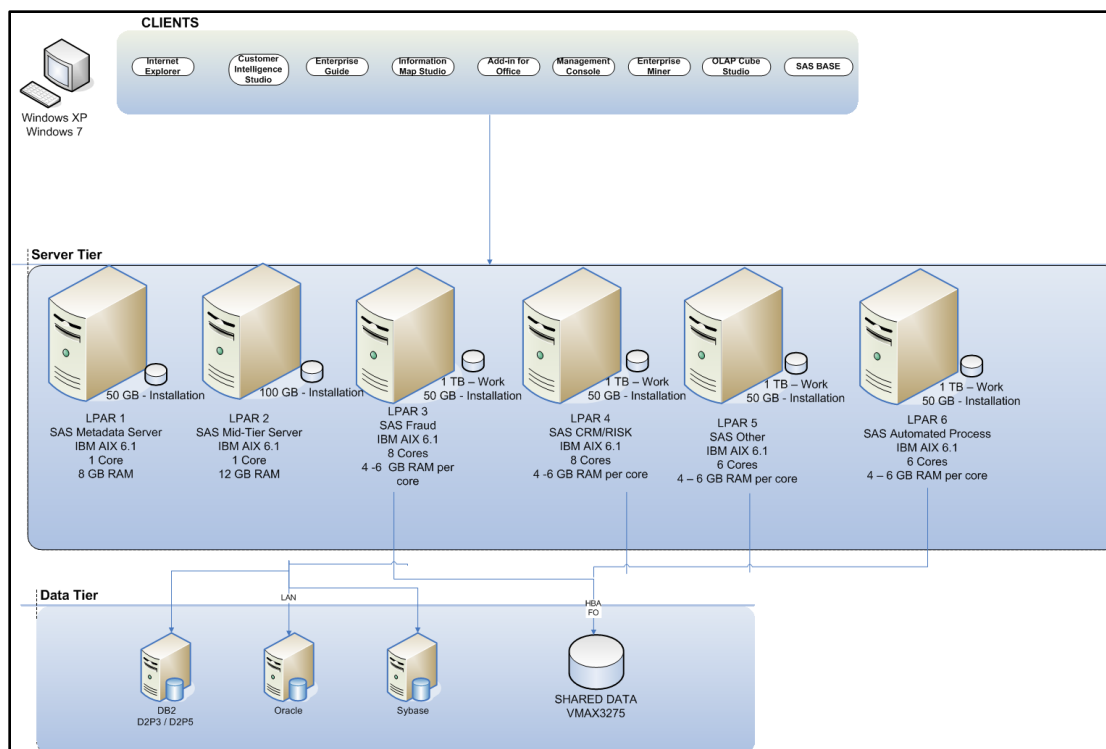 CLIENTS
Internet
Explorer
Customer
Intelligence
Studio
Enterprise
Guide
Information
Map Studio
Add-in for
Office
Management
Console
Enterprise
Miner
OLAP Cube
Studio
SAS BASE
Windows XP
Windows 7
Server Tier
50 GB - Installation
LPAR 1
SAS Metadata Server
IBM AIX 6.1
1 Core
8 GB RAM
100 GB - Installation
LPAR 2
SAS Mid-Tier Server
IBM AIX 6.1
1 Core
12 GB RAM
1 TB – Work
50 GB - Installation
LPAR 3
SAS Fraud
IBM AIX 6.1
8 Cores
4 -6 GB RAM per
core
1 TB – Work
50 GB - Installation
LPAR 4
SAS CRM/RISK
IBM AIX 6.1
8 Cores
4 -6 GB RAM per core
1 TB – Work
50 GB - Installation
LPAR 5
SAS Other
IBM AIX 6.1
6 Cores
4 – 6 GB RAM per core
1 TB – Work
50 GB - Installation
LPAR 6
SAS Automated Process
IBM AIX 6.1
6 Cores
4 – 6 GB RAM per core
Data Tier
LAN
HBA
FO
DB2
D2P3 / D2P5
Oracle
Sybase
SHARED DATA
VMAX3275